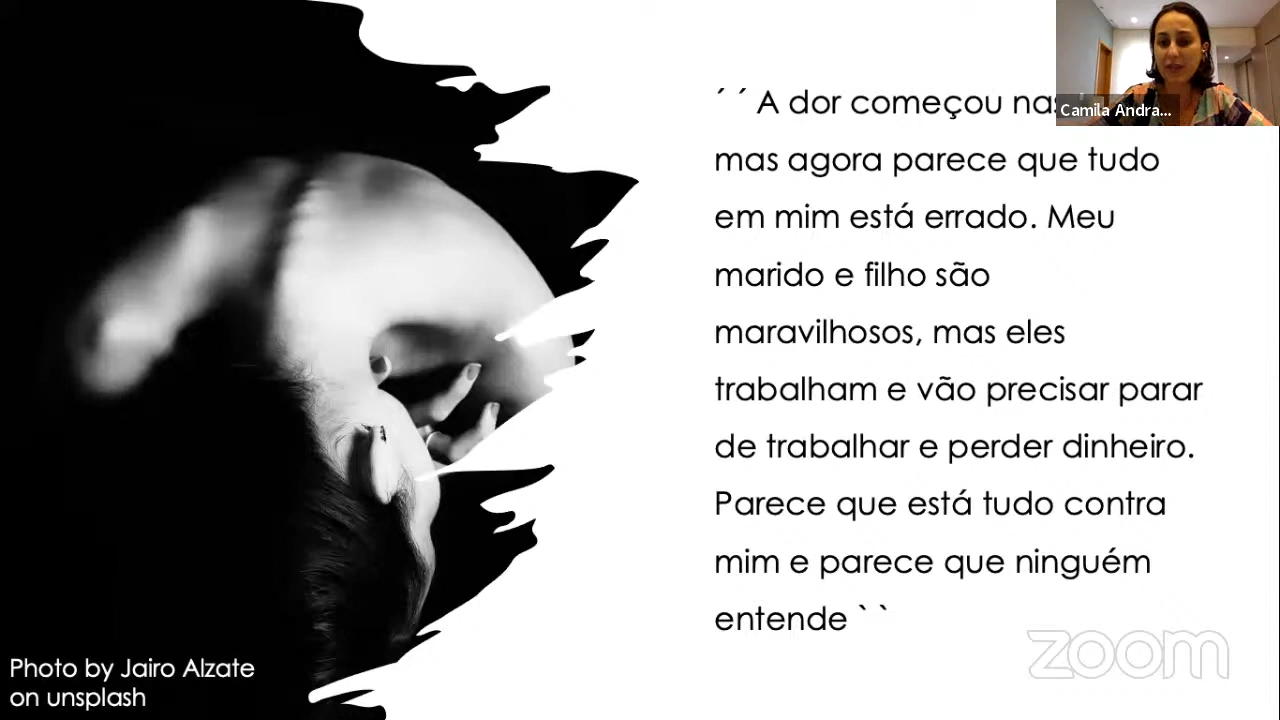 ´´A dor começou nas
mas agora parece que tudo
em mim está errado. Meu
marido e filho são
maravilhosos, mas eles
trabalham e vão precisar parar
de trabalhar e perder dinheiro.
Parece que está tudo contra
mim e parece que ninguém
entende ``
Camila Andra...
Photo by Jairo Alzate
on unsplash
zoom